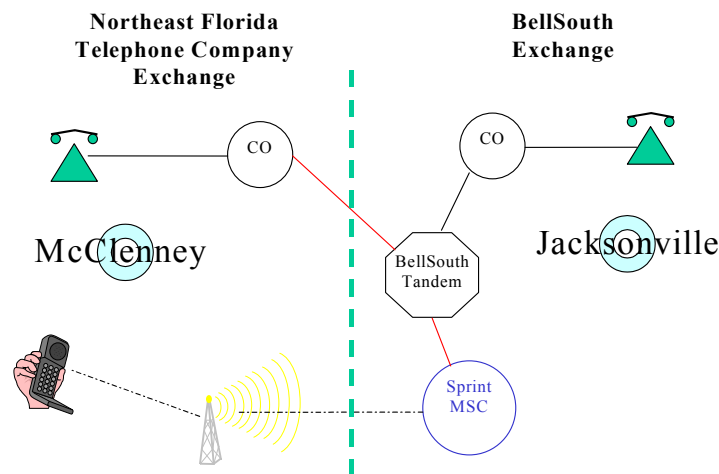 Northeast Florida
Telephone Company
Exchange
BellSouth
Exchange
CO
CO
McClenney
Jacksonville
BellSouth
Tandem
Sprint
MSC